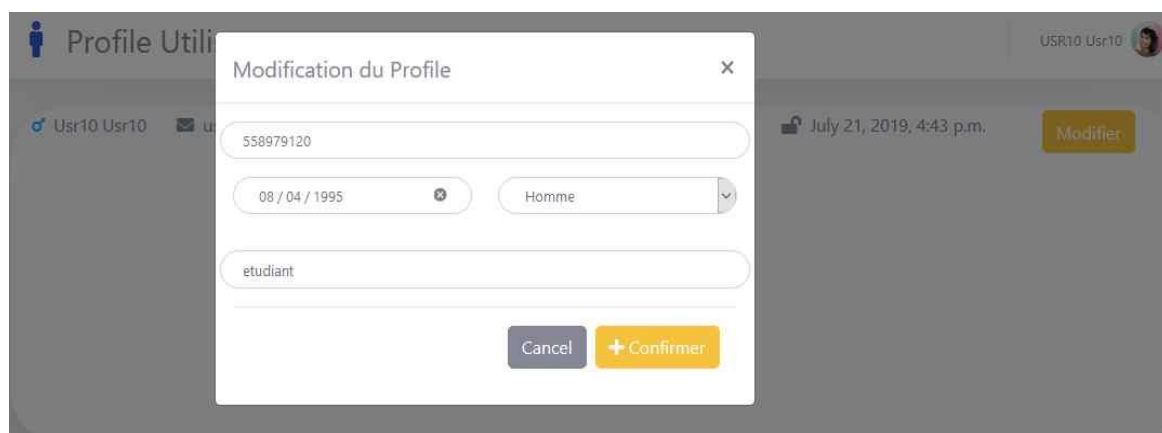 Profile Utili
USR10 Usr10
Modification du Profile
Usr10 Usr10
July 21, 2019, 4:43 p.m.
Modifier
558979120
08 / 04 / 1995
Homme
etudiant
Cancel
Confirmer